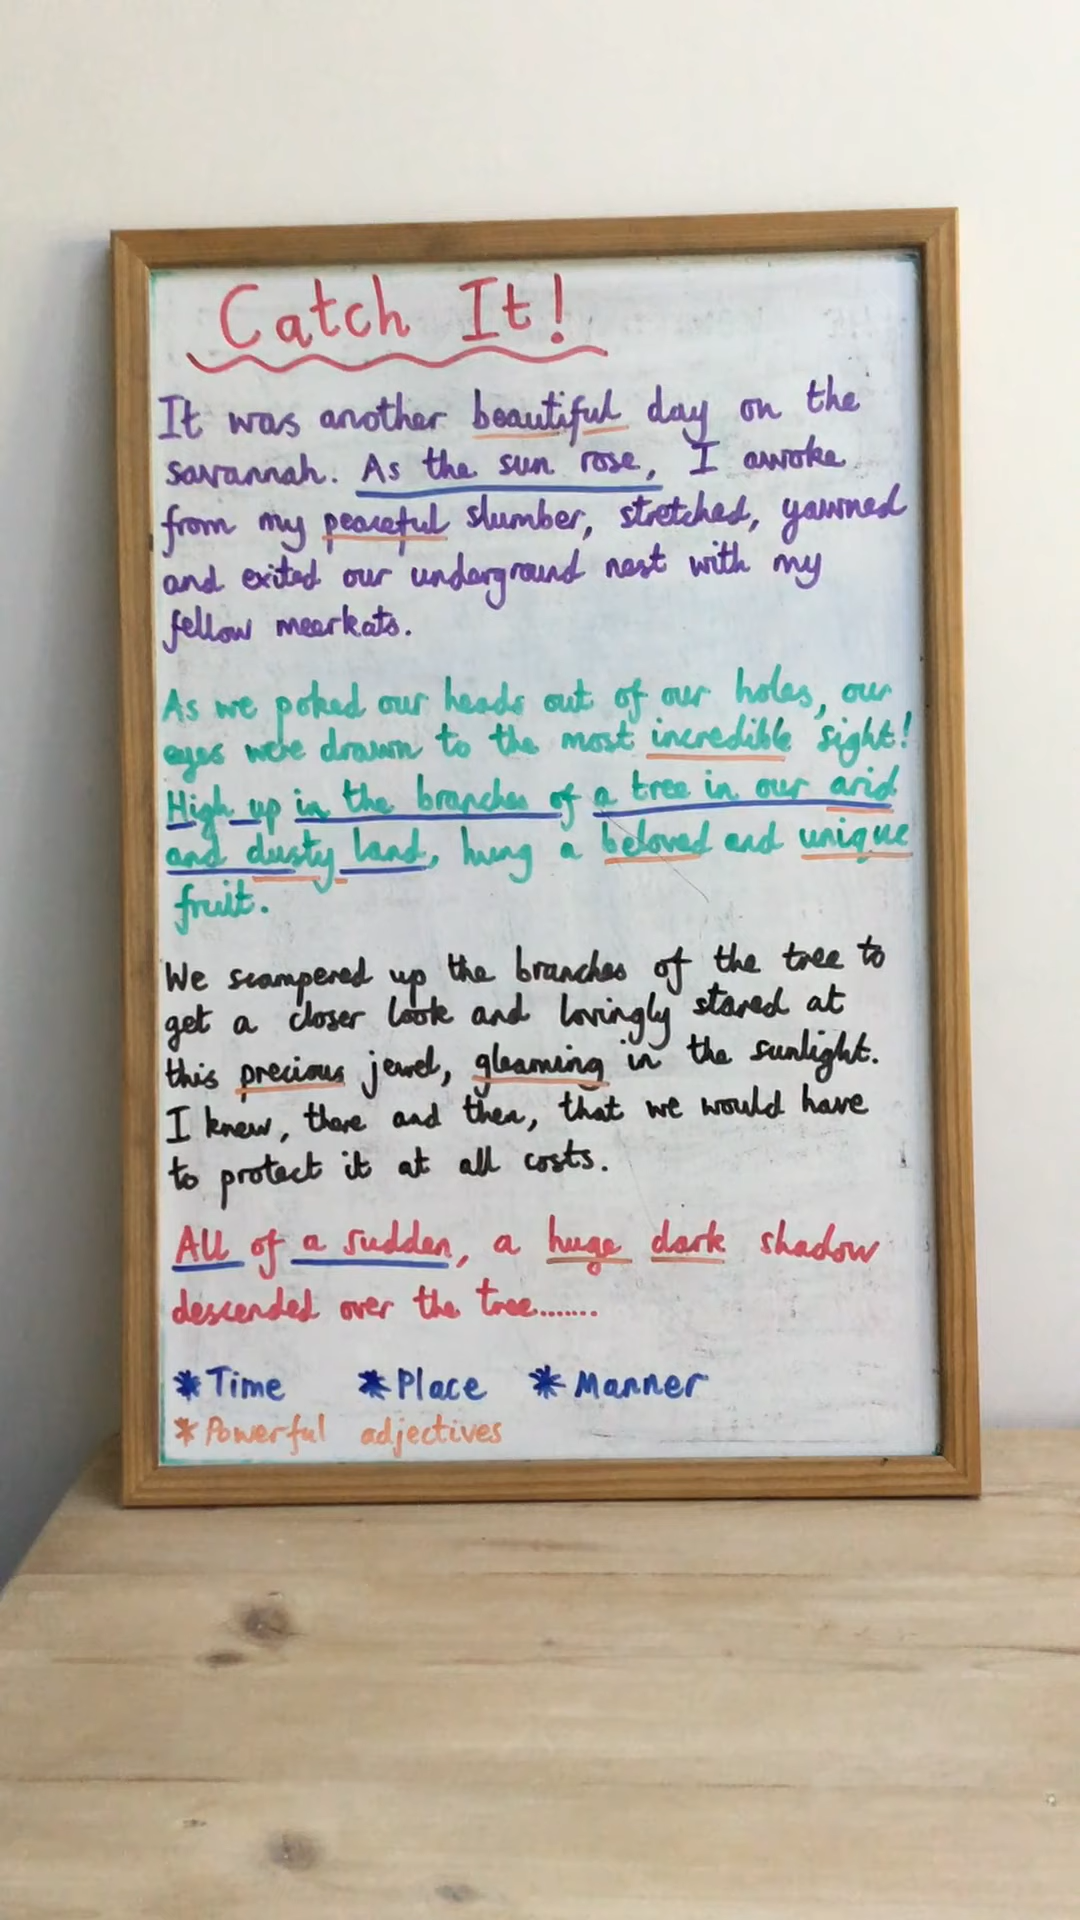 Catch It!
It was another beautiful day on the
savannah. As the sun rose, I awoke
from my peaceful slumber, stretched, yawned
and exited our underground nest with my
fellow meerkats.
As we poked our heads out of our holes, our
eyes were drawn to the most incredible sight!
High up in the branches of a tree in our arid
and dusty land, hung a beloved and unique
fruit.
We scampered up the branches of the tree to
get a closer look and lovingly stared at
this precious jewel, gleaming in the sunlight.
I knew, there and then, that we would have
to protect it at all costs.
All of a sudden, a huge dark shadow
descended over the tree.......
*Time *Place *Manner
*Powerful adjectives